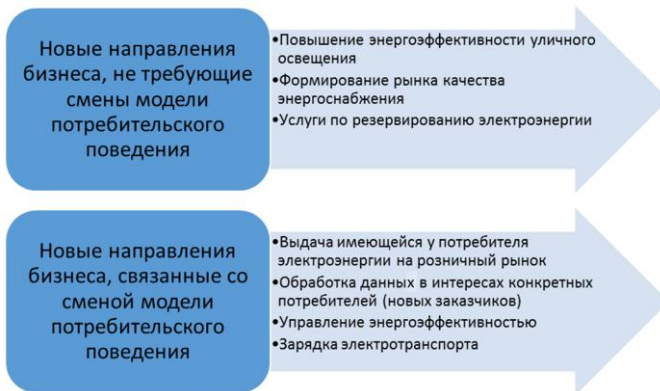 Новые направления
бизнеса, не требующие
смены модели
потребительского
поведения
•Повышение энергоэффективности уличного
освещения
•Формирование рынка качества
энергоснабжения
•Услуги по резервированию электроэнергии
Новые направления
бизнеса, связанные со
сменой модели
потребительского
поведения
•Выдача имеющейся у потребителя
электроэнергии на розничный рынок
•Обработка данных в интересах конкретных
потребителей (новых заказчиков)
•Управление энергоэффективностью
•Зарядка электротранспорта